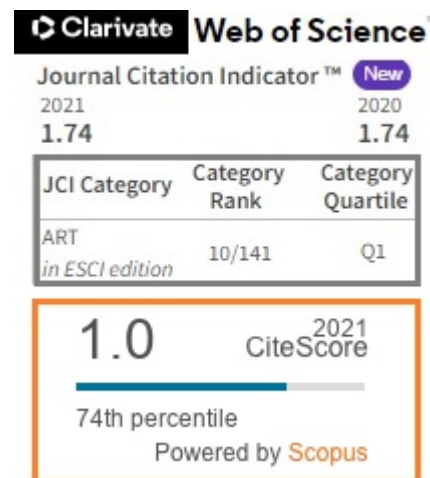 Clarivate Web of Science™
Journal Citation Indicator ™ New
2021 2020
1.74 1.74
JCI Category Category Rank Category Quartile
ART
in ESCI edition 10/141 Q1
1.0 2021 CiteScore
74th percentile
Powered by Scopus